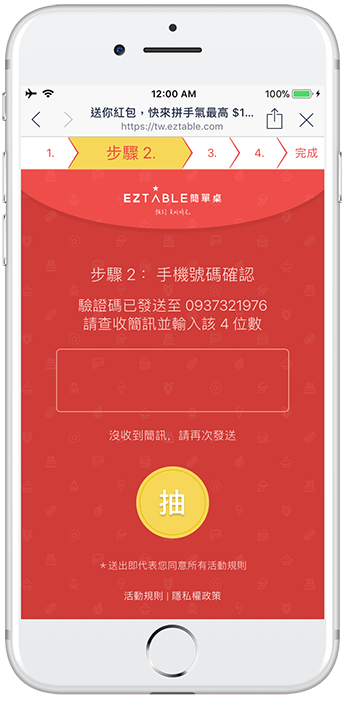 12:00 AM
100%
送你紅包，快來拼手氣最高 $1...
https://tw.eztable.com
1.
步驟 2.
3.
4.
完成
EZTABLE簡單桌
步驟 2： 手機號碼確認
驗證碼已發送至 0937321976
請查收簡訊並輸入該 4 位數
沒收到簡訊，請再次發送
抽
＊送出即代表您同意所有活動規則
活動規則 | 隱私權政策